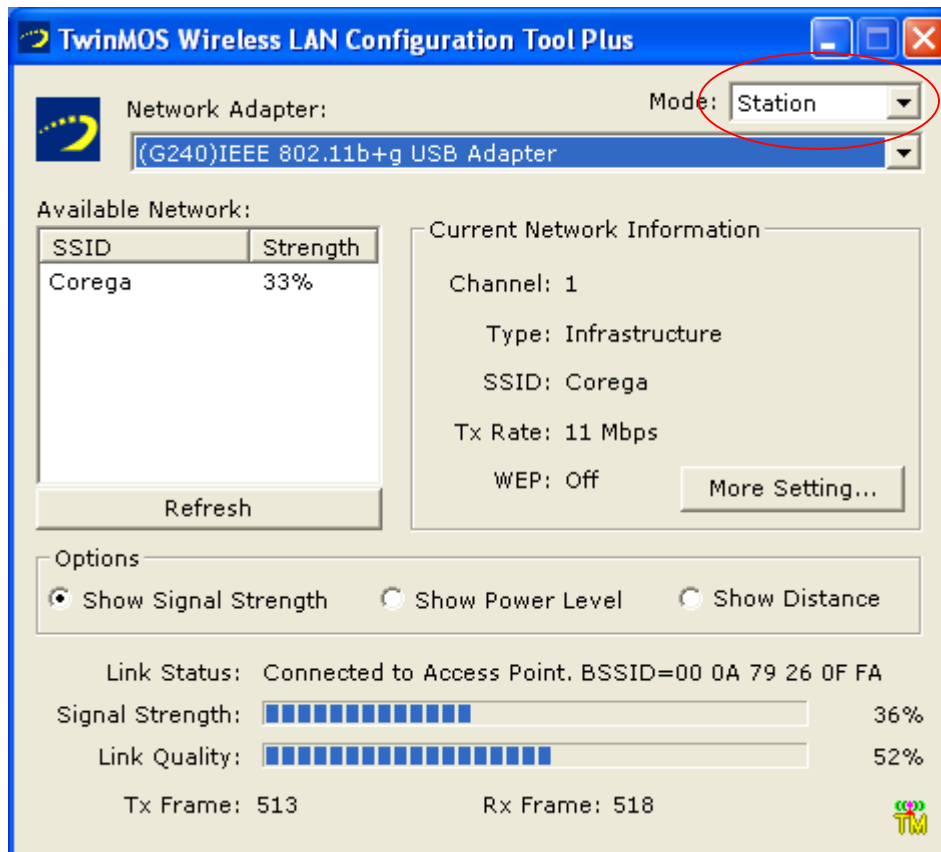 TwinMOS Wireless LAN Configuration Tool Plus
Mode: Station
Network Adapter:
(G240)IEEE 802.11b+g USB Adapter
Available Network:
SSID Strength
Corega 33%
Refresh
Current Network Information
Channel: 1
Type: Infrastructure
SSID: Corega
Tx Rate: 11 Mbps
WEP: Off
More Setting...
Options
Show Signal Strength Show Power Level Show Distance
Link Status: Connected to Access Point. BSSID=00 0A 79 26 0F FA
Signal Strength: 36%
Link Quality: 52%
Tx Frame: 513 Rx Frame: 518
TM